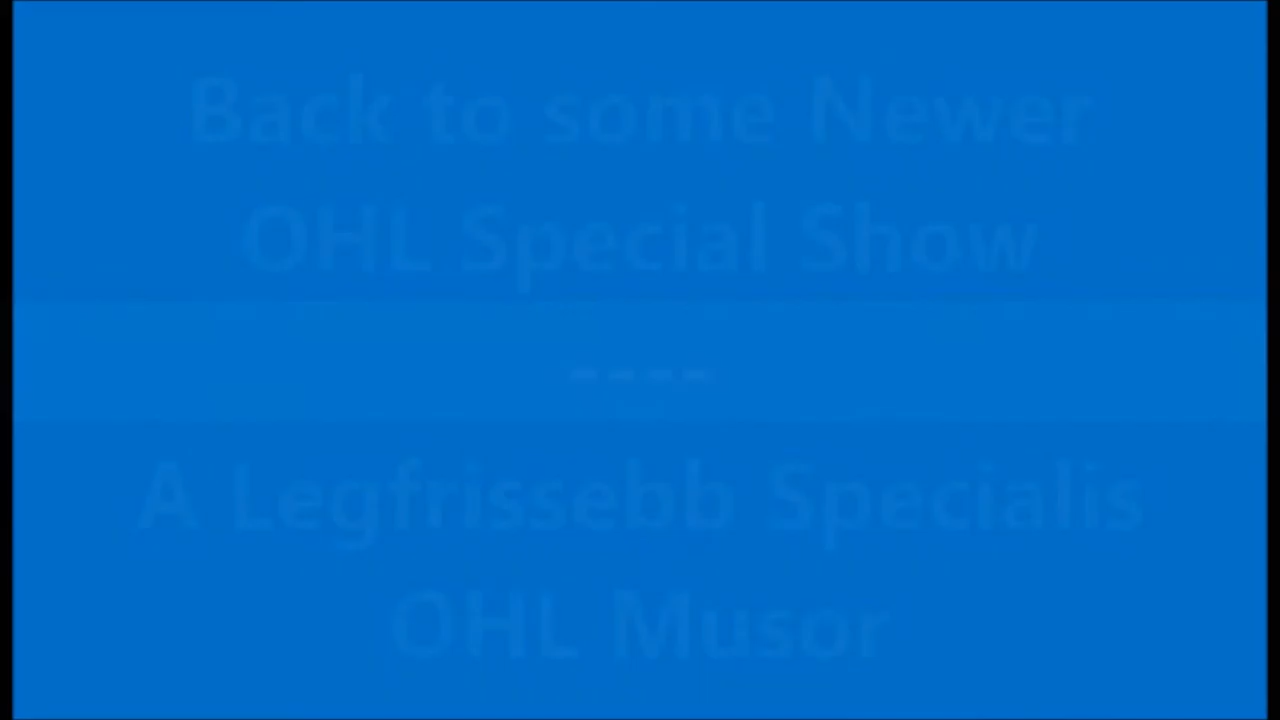 Back to some Newer
OHL Special Show
----
A Legfrissebb Specialis
OHL Musor